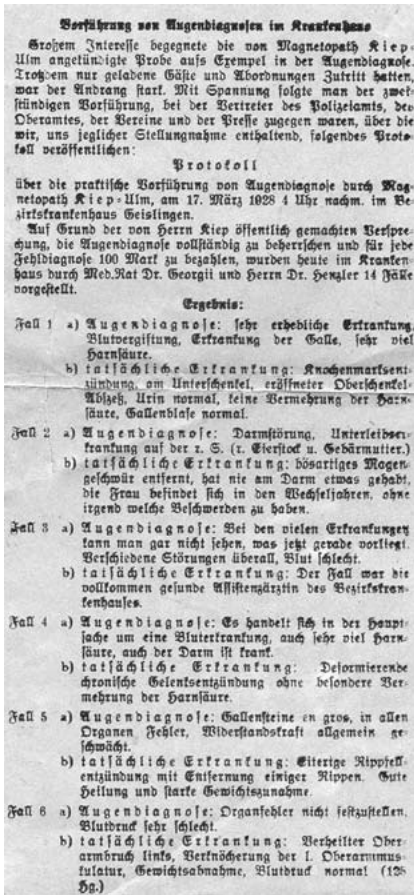 Vorführung von Augendiagnosen im Krankenhaus
Großem Interesse begegnete die von Magnetopath Kiep-
Ulm angekündigte Probe aufs Exempel in der Augendiagnose.
Trotzdem nur geladene Gäste und Abordnungen Zutritt hatten,
war der Andrang stark. Mit Spannung folgte man der zwei-
stündigen Vorführung, bei der Vertreter des Polizeiamts, des
Oberamtes, der Vereine und der Presse zugegen waren, über die
wir, uns jeglicher Stellungnahme enthaltend, folgendes Proto-
koll veröffentlichen:
Protokoll
über die praktische Vorführung von Augendiagnose durch Mag-
netopath Kiep-Ulm, am 17. März 1928 4 Uhr nachm. im Be-
zirkskrankenhaus Geislingen.
Auf Grund der von Herrn Kiep öffentlich gemachten Verspre-
chung, die Augendiagnose vollständig zu beherrschen und für jede
Fehldiagnose 100 Mark zu bezahlen, wurden heute im Kranken-
haus durch Med.Rat Dr. Georgii und Herrn Dr. Henzler 14 Fälle
vorgestellt.
Ergebnis:
Fall 1 a) Augendiagnose: sehr erhebliche Erkrankung,
Blutvergiftung, Erkrankung der Galle, sehr viel
Harnsäure.
b) tatsächliche Erkrankung: Knochenmarksent-
zündung, am Unterschenkel, eröffneter Oberschenkel-
Abszeß, Urin normal, keine Vermehrung der Harn-
säure, Gallenblase normal.
Fall 2 a) Augendiagnose: Darmstörung, Unterleibser-
krankung auf der r. S. (r. Eierstock u. Gebärmutter.)
b) tatsächliche Erkrankung: bösartiges Magen-
geschwür entfernt, hat nie am Darm etwas gehabt,
die Frau befindet sich in den Wechseljahren, ohne
irgend welche Beschwerden zu haben.
Fall 3 a) Augendiagnose: Bei den vielen Erkrankungen
kann man gar nicht sehen, was jetzt gerade vorliegt.
Verschiedene Störungen überall, Blut schlecht.
b) tatsächliche Erkrankung: Der Fall war die
vollkommen gesunde Assistenzärztin des Bezirkskran-
kenhauses.
Fall 4 a) Augendiagnose: Es handelt sich in der Haupt-
sache um eine Bluterkrankung, auch sehr viel Harn-
säure, auch der Darm ist krank.
b) tatsächliche Erkrankung: Deformierende
chronische Gelenksentzündung ohne besondere Ver-
mehrung der Harnsäure.
Fall 5 a) Augendiagnose: Gallensteine en gros, in allen
Organen Fehler, Widerstandskraft allgemein ge-
schwächt.
b) tatsächliche Erkrankung: Eiterige Rippfell-
entzündung mit Entfernung einiger Rippen. Gute
Heilung und starke Gewichtszunahme.
Fall 6 a) Augendiagnose: Organfehler nicht festzustellen,
Blutdruck sehr schlecht.
b) tatsächliche Erkrankung: Verheilter Ober-
armbruch links, Verknöcherung der l. Oberarmmus-
kulatur, Gewichtsabnahme, Blutdruck normal (128
Hg.)